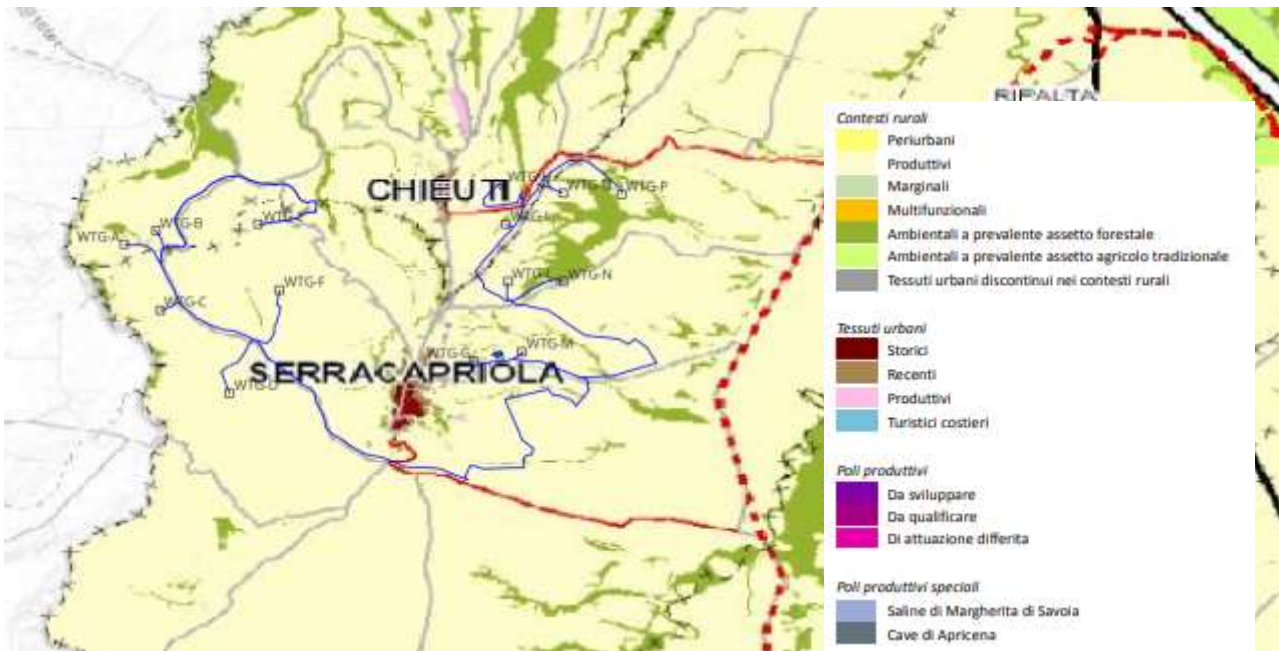 RIPALTA
CHIEUTI
WTG-P
WTG-B
WTG-A
WTG-N
WTG-F
WTG-C
WTG-M
WTG-G
SERRACAPRIOLA
WTG-D
Contesti rurali
Periurbani
Produttivi
Marginali
Multifunzionali
Ambientali a prevalente assetto forestale
Ambientali a prevalente assetto agricolo tradizionale
Tessuti urbani discontinui nei contesti rurali
Tessuti urbani
Storici
Recenti
Produttivi
Turistici costieri
Poli produttivi
Da sviluppare
Da qualificare
Di attuazione differita
Poli produttivi speciali
Saline di Margherita di Savoia
Cave di Apricena